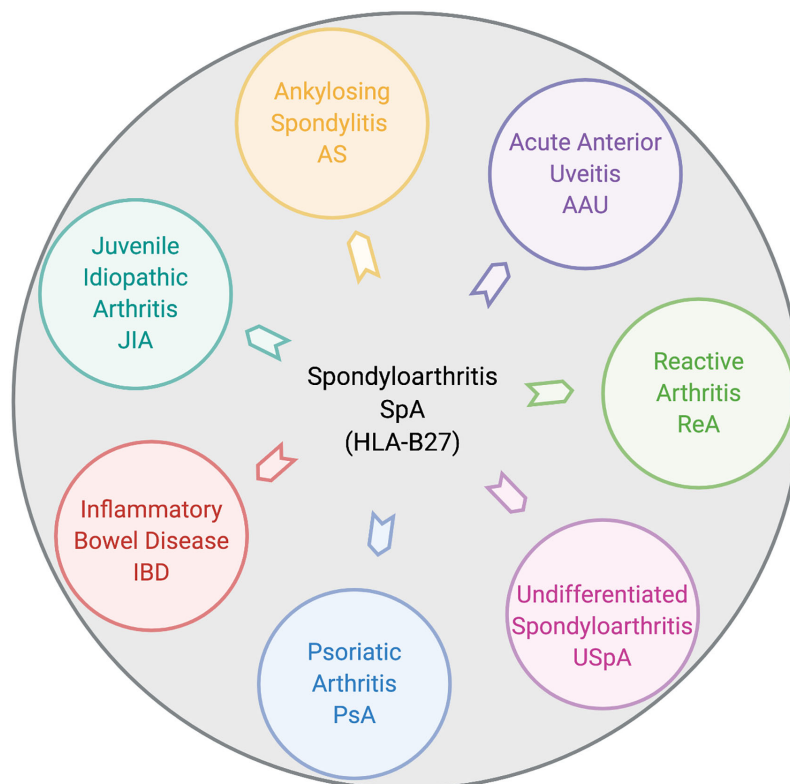 Ankylosing
Spondylitis
AS
Acute Anterior
Uveitis
AAU
Juvenile
Idiopathic
Arthritis
JIA
Spondyloarthritis
SpA
(HLA-B27)
Reactive
Arthritis
ReA
Inflammatory
Bowel Disease
IBD
Undifferentiated
Spondyloarthritis
USpA
Psoriatic
Arthritis
PsA